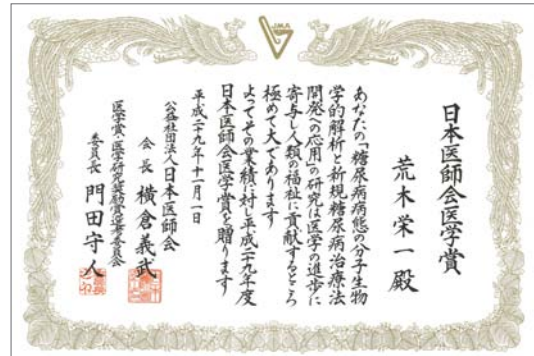 JMA
日本医師会医学賞
荒木栄一殿
あなたの「糖尿病病態の分子生物
学的解析と新規糖尿病治療法
開発への応用」の研究は医学の進歩に
寄与し人類の福祉に貢献するところ
極めて大であります
よってその業績に対し平成二十九年度
日本医師会医学賞を贈ります
平成二十九年十一月一日
公益社団法人日本医師会
会長 横倉義武
医学賞・医学研究奨励賞選考委員会
委員長 門田守人